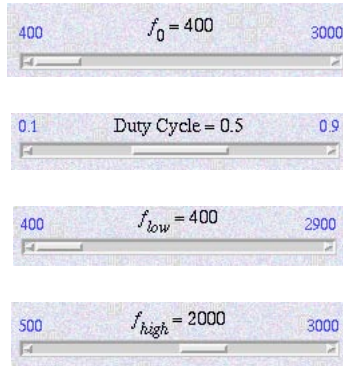 400 f0 = 400 3000
0.1 Duty Cycle = 0.5 0.9
400 flow = 400 2900
500 fhigh = 2000 3000